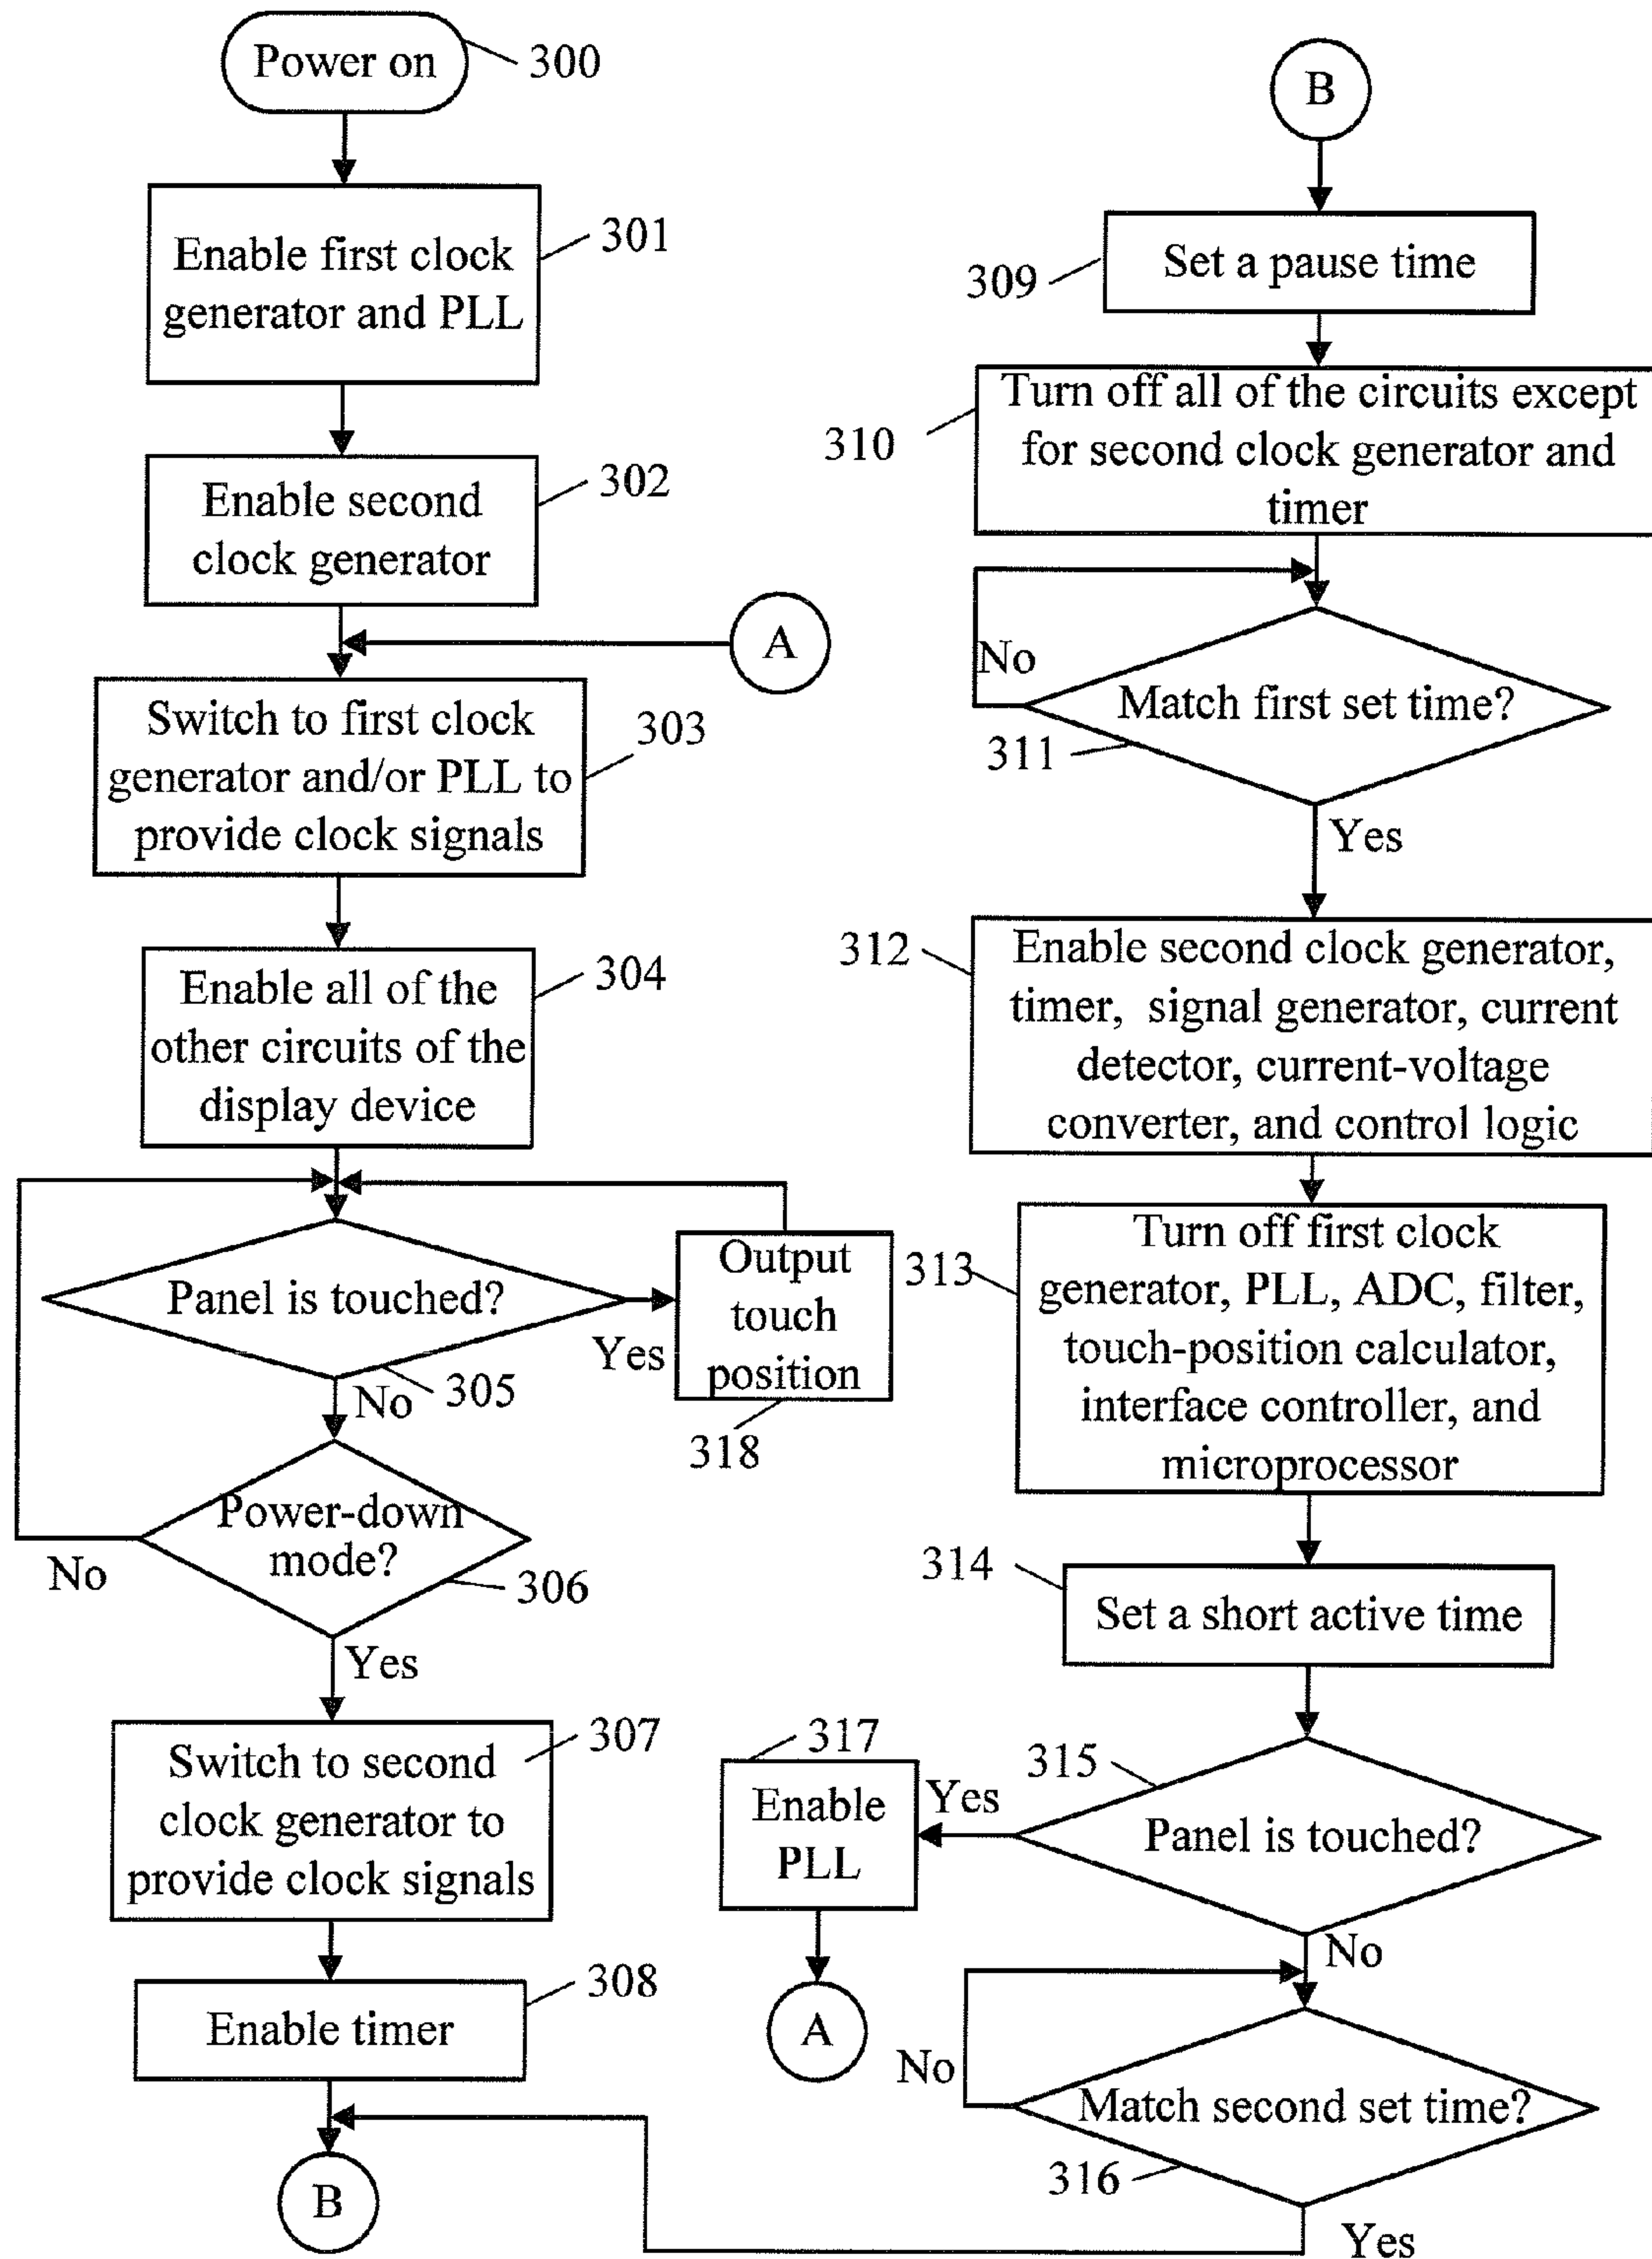 Power on
300
Enable first clock
generator and PLL
301
Enable second
clock generator
302
A
Switch to first clock
generator and/or PLL to
provide clock signals
303
Enable all of the
other circuits of the
display device
304
Panel is touched?
305
Yes
No
Output
touch
position
318
Power-down
mode?
306
No
Yes
Switch to second
clock generator to
provide clock signals
307
Enable timer
308
B
B
Set a pause time
309
Turn off all of the circuits except
for second clock generator and
timer
310
No
Match first set time?
311
Yes
Enable second clock generator,
timer, signal generator, current
detector, current-voltage
converter, and control logic
312
Turn off first clock
generator, PLL, ADC, filter,
touch-position calculator,
interface controller, and
microprocessor
313
Set a short active time
314
Panel is touched?
315
Yes
No
Enable
PLL
317
A
No
Match second set time?
316
Yes